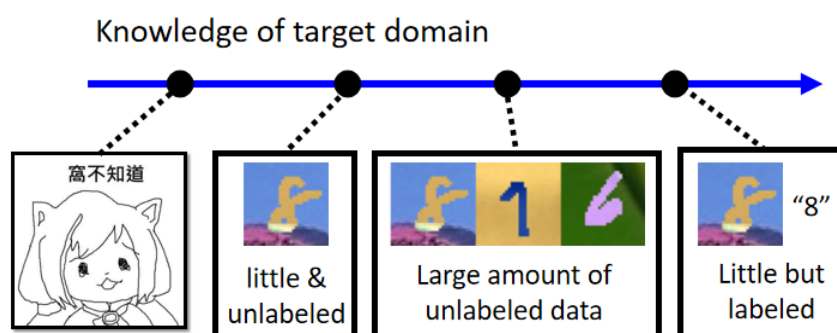 Knowledge of target domain
窩不知道
little &
unlabeled
Large amount of
unlabeled data
“8”
Little but
labeled